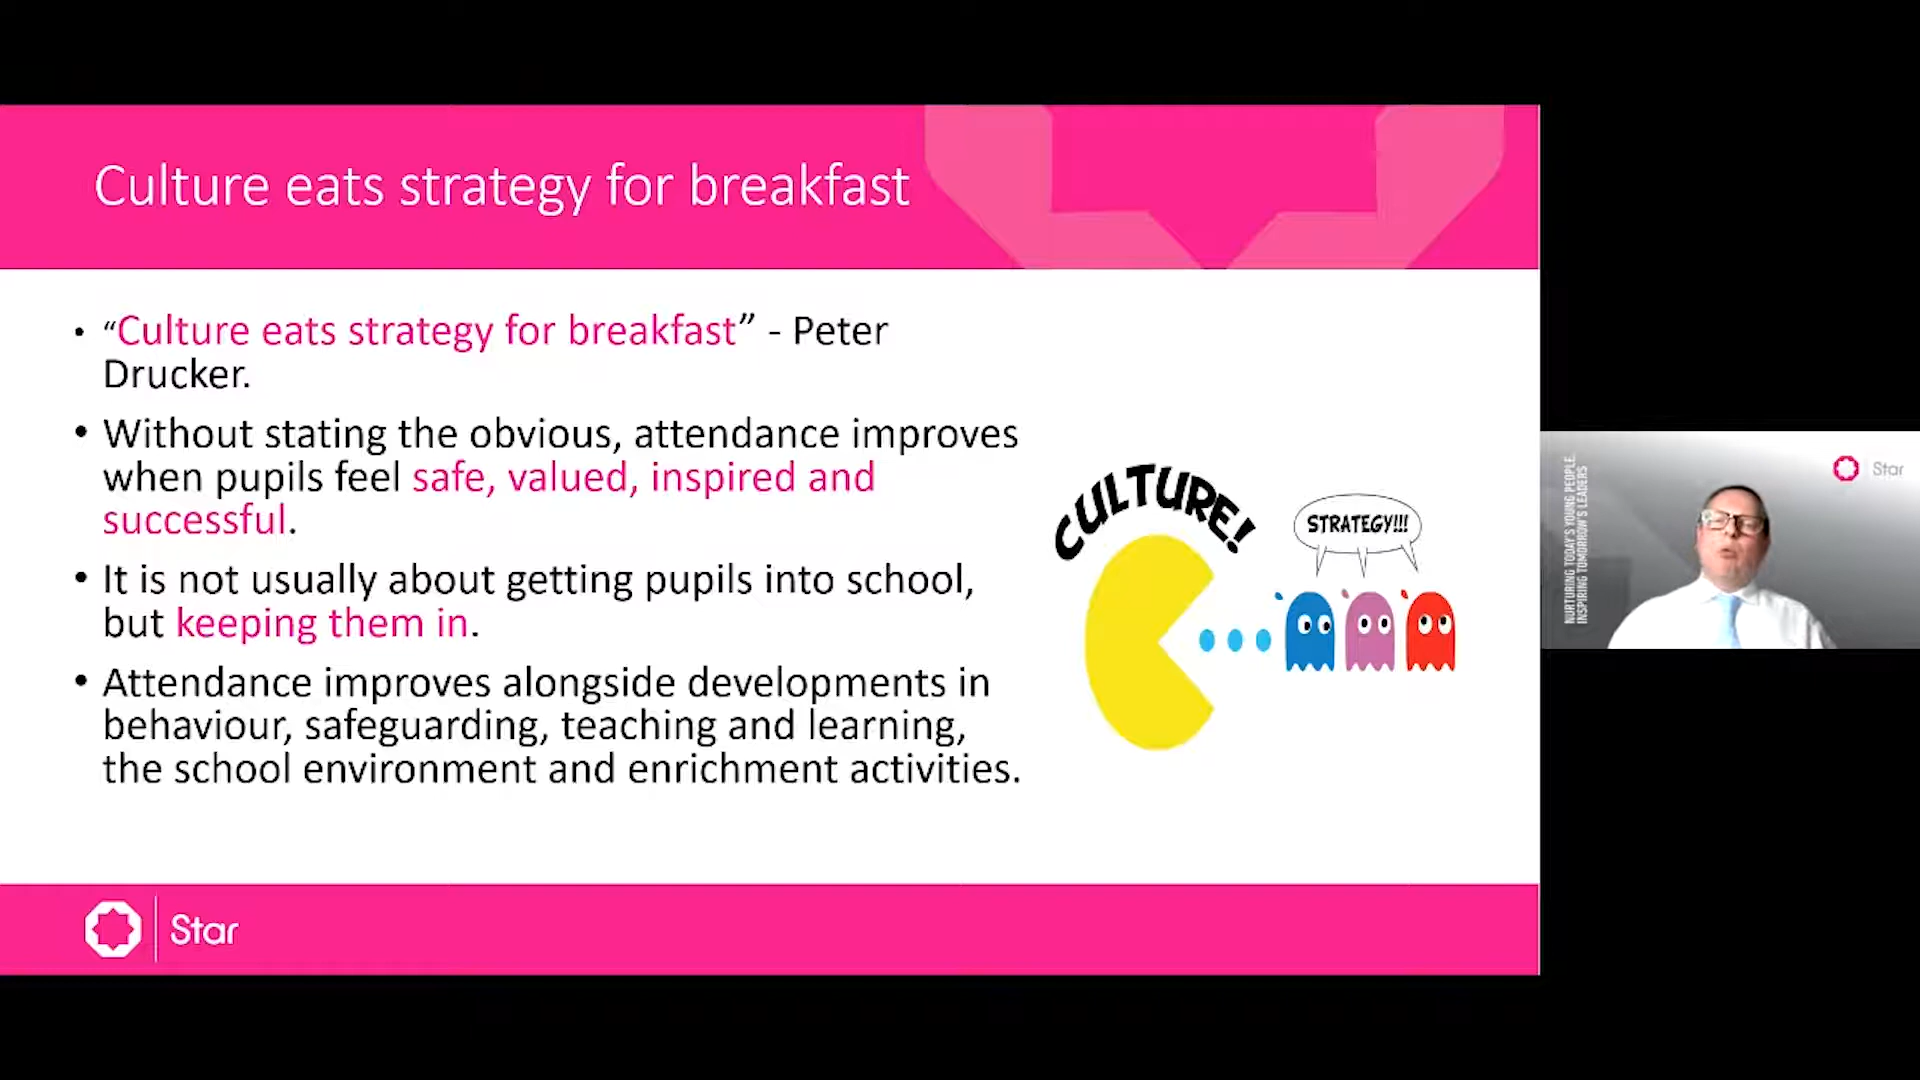 Culture eats strategy for breakfast
• “Culture eats strategy for breakfast” - Peter
Drucker.
• Without stating the obvious, attendance improves
when pupils feel safe, valued, inspired and
successful.
• It is not usually about getting pupils into school,
but keeping them in.
• Attendance improves alongside developments in
behaviour, safeguarding, teaching and learning,
the school environment and enrichment activities.
CULTURE!
STRATEGY!!!
Star
NURTURING TODAY'S YOUNG PEOPLE,
INSPIRING TOMORROW'S LEADERS
Star